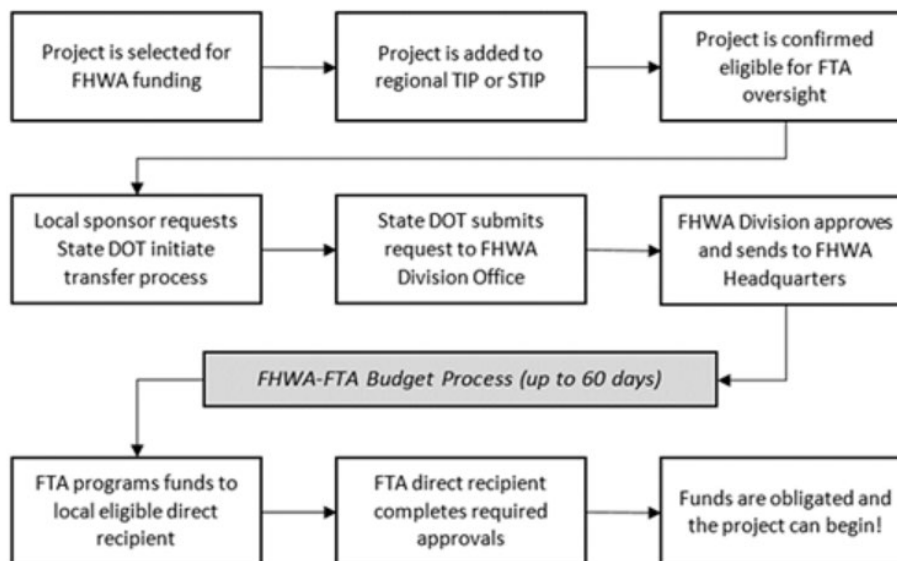 Project is selected for
FHWA funding
Project is added to
regional TIP or STIP
Project is confirmed
eligible for FTA
oversight
Local sponsor requests
State DOT initiate
transfer process
State DOT submits
request to FHWA
Division Office
FHWA Division approves
and sends to FHWA
Headquarters
FHWA-FTA Budget Process (up to 60 days)
FTA programs funds to
local eligible direct
recipient
FTA direct recipient
completes required
approvals
Funds are obligated and
the project can begin!